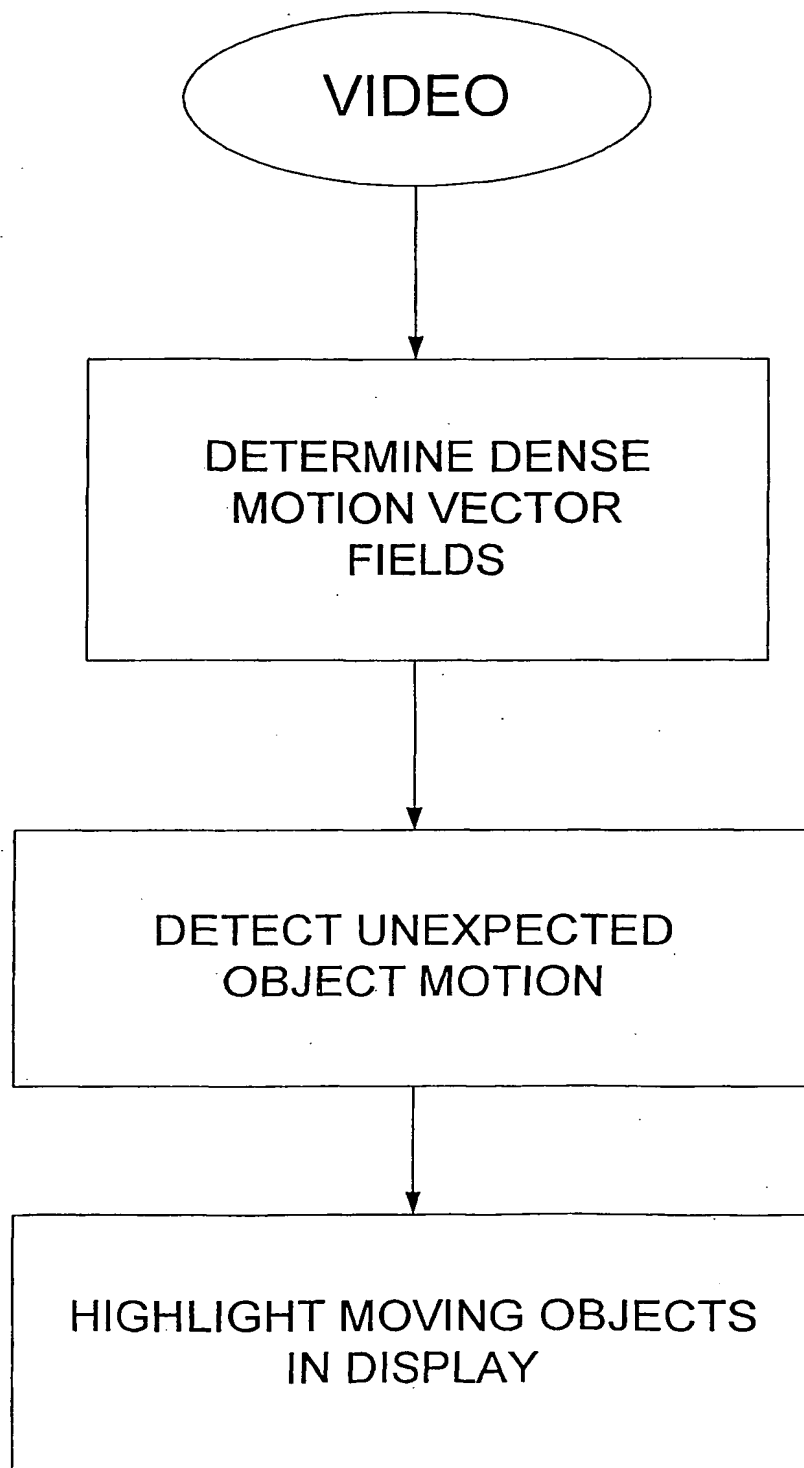 VIDEO
DETERMINE DENSE
MOTION VECTOR
FIELDS
DETECT UNEXPECTED
OBJECT MOTION
HIGHLIGHT MOVING OBJECTS
IN DISPLAY